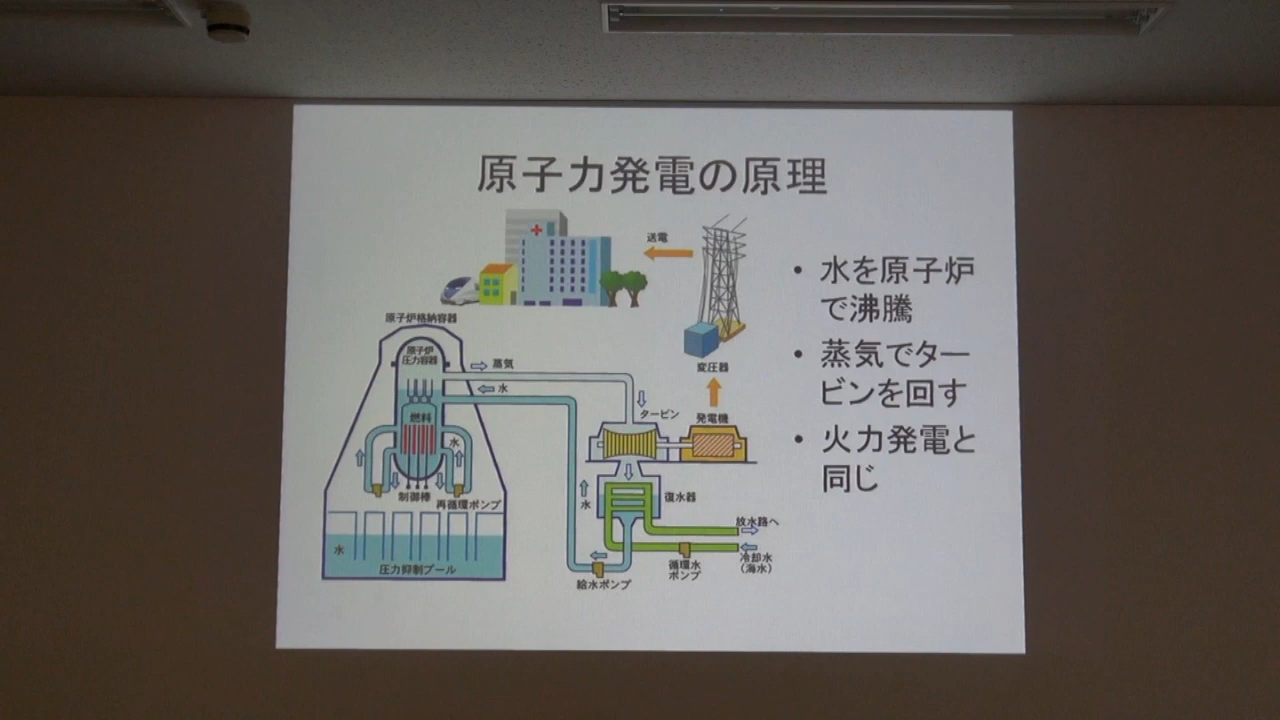 原子力発電の原理
送電
変圧器
発電機
タービン
原子炉格納容器
原子炉
圧力容器
蒸気
水
燃料
水
制御棒
再循環ポンプ
水
圧力抑制プール
水
復水器
放水路へ
冷却水
(海水)
循環水
ポンプ
給水ポンプ
• 水を原子炉
で沸騰
• 蒸気でター
ビンを回す
• 火力発電と
同じ